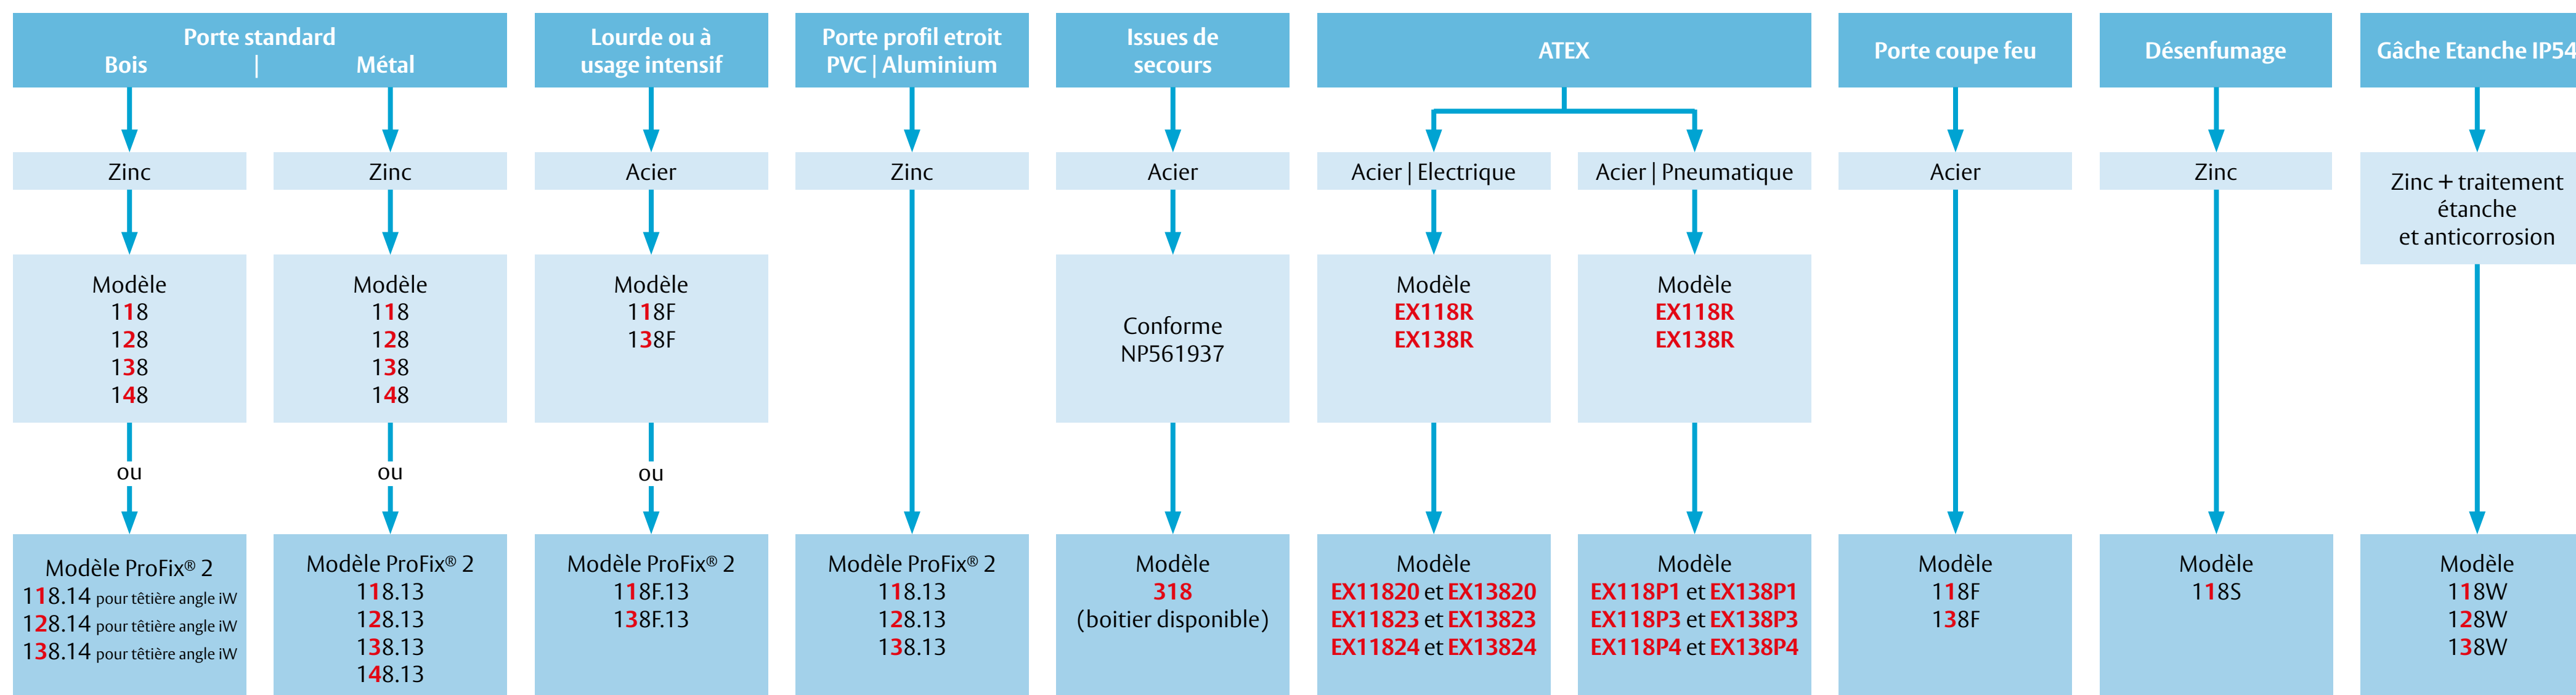 Porte standard
Bois | Métal
Zinc
Modèle
118
128
138
148
ou
Modèle ProFix® 2
118.14 pour têtière angle iW
128.14 pour têtière angle iW
138.14 pour têtière angle iW
Zinc
Modèle
118
128
138
148
ou
Modèle ProFix® 2
118.13
128.13
138.13
148.13
Lourde ou à
usage intensif
Acier
Modèle
118F
138F
ou
Modèle ProFix® 2
118F.13
138F.13
Porte profil etroit
PVC | Aluminium
Zinc
Modèle ProFix® 2
118.13
128.13
138.13
Issues de
secours
Acier
Conforme
NP561937
Modèle
318
(boitier disponible)
ATEX
Acier | Electrique
Modèle
EX118R
EX138R
Modèle
EX11820 et EX13820
EX11823 et EX13823
EX11824 et EX13824
Acier | Pneumatique
Modèle
EX118R
EX138R
Modèle
EX118P1 et EX138P1
EX118P3 et EX138P3
EX118P4 et EX138P4
Porte coupe feu
Acier
Modèle
118F
138F
Désenfumage
Zinc
Modèle
118S
Gâche Etanche IP54
Zinc + traitement
étanche
et anticorrosion
Modèle
118W
128W
138W